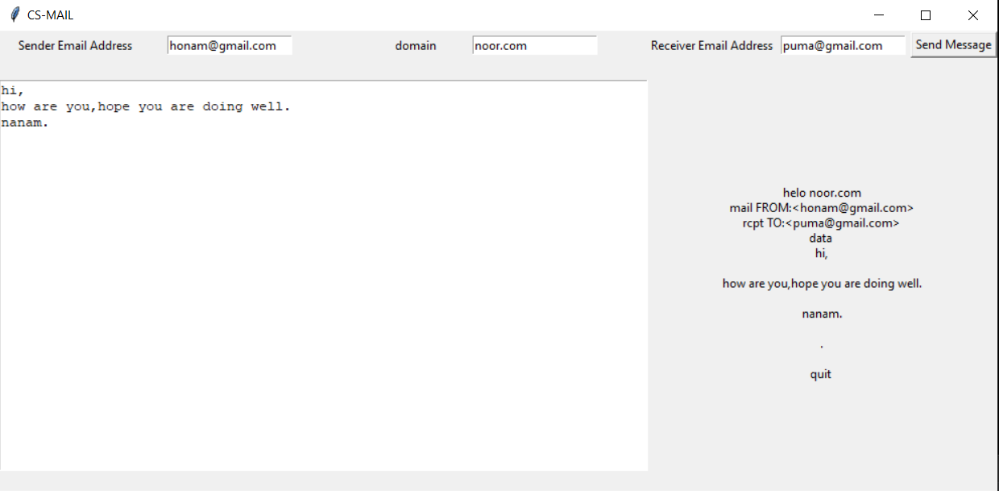 CS-MAIL
Sender Email Address honam@gmail.com domain noor.com Receiver Email Address puma@gmail.com Send Message
hi,
how are you,hope you are doing well.
nanam.
helo noor.com
mail FROM:<honam@gmail.com>
rcpt TO:<puma@gmail.com>
data
hi,
how are you,hope you are doing well.
nanam.
.
quit